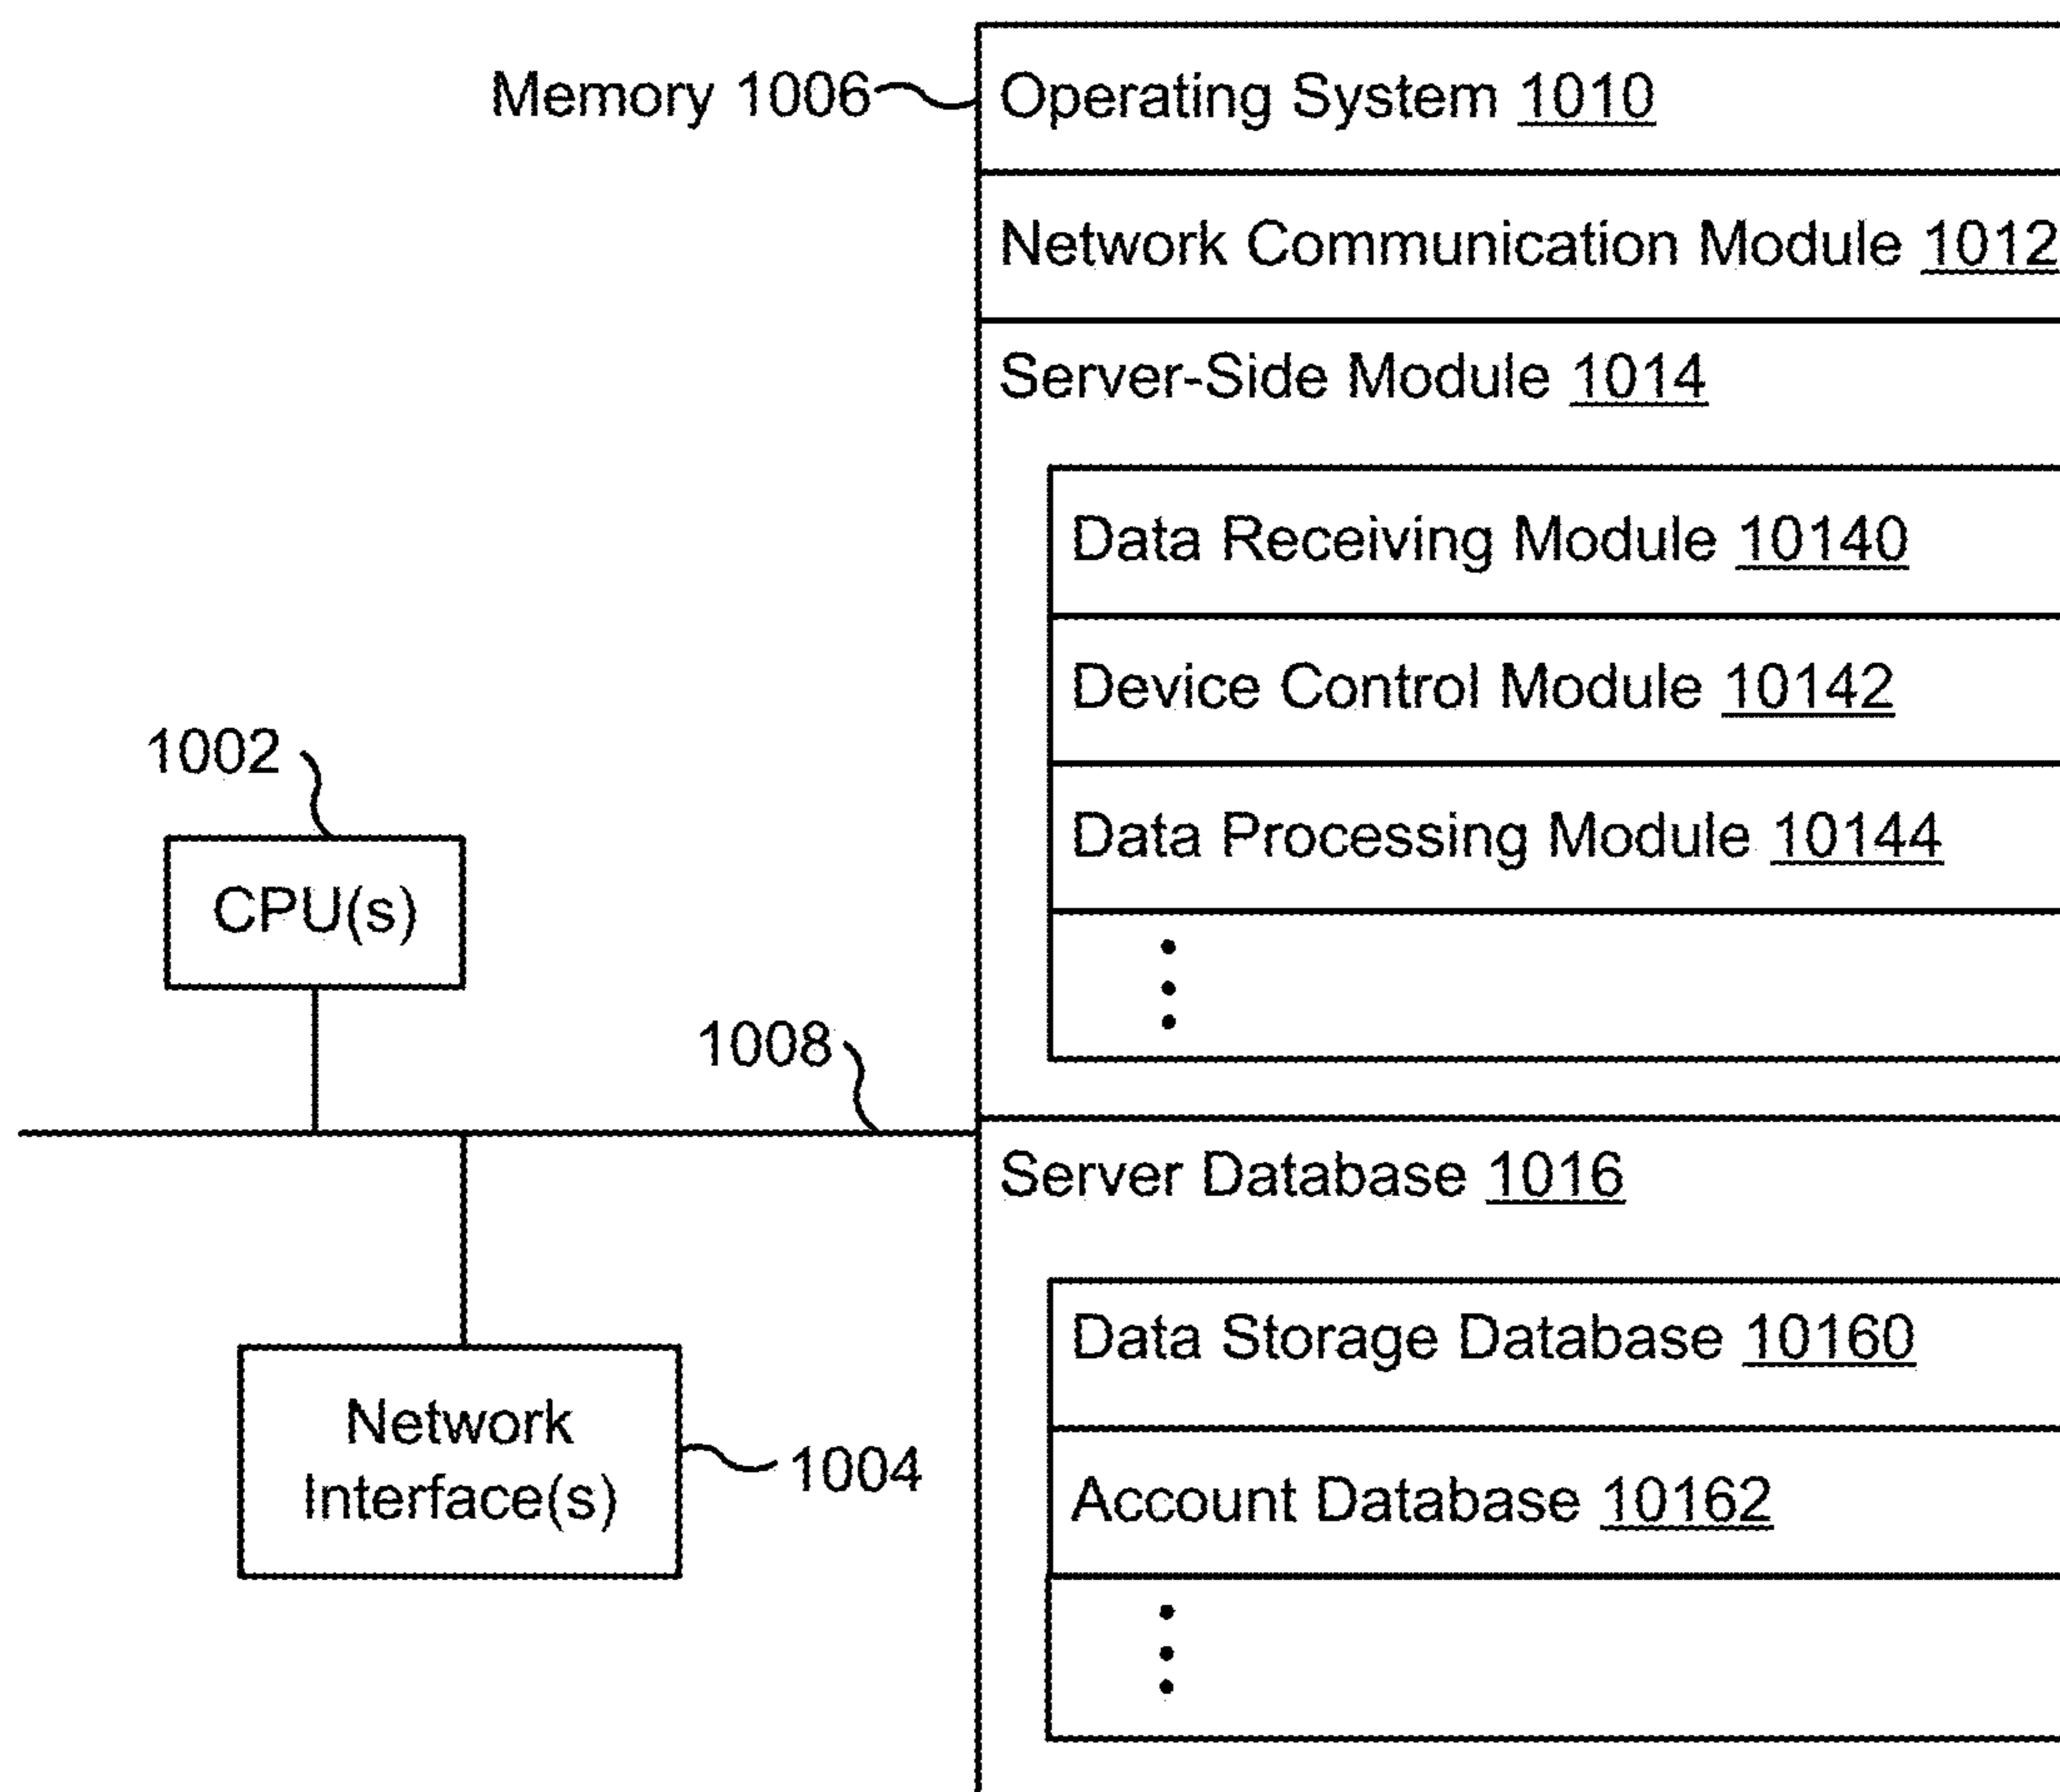 Memory 1006
Operating System 1010
Network Communication Module 1012
Server-Side Module 1014
Data Receiving Module 10140
Device Control Module 10142
Data Processing Module 10144
1002
CPU(s)
1008
Server Database 1016
Data Storage Database 10160
Account Database 10162
Network
Interface(s)
1004